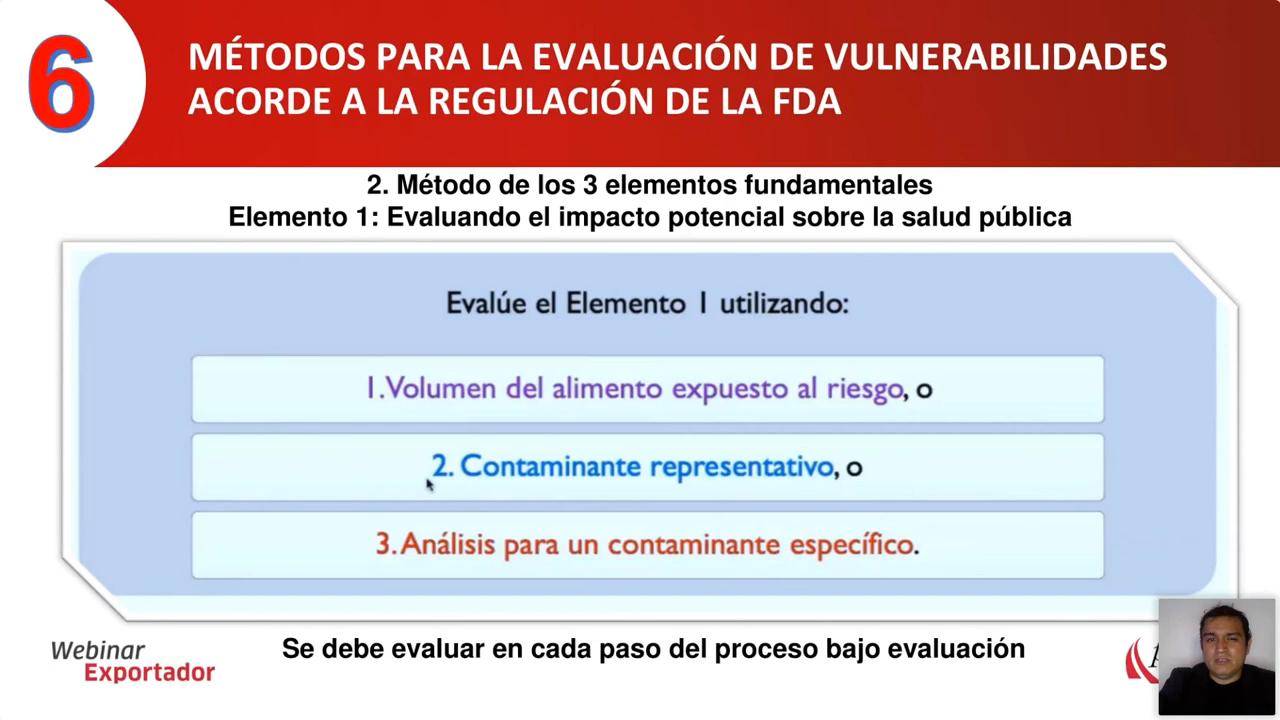 6
MÉTODOS PARA LA EVALUACIÓN DE VULNERABILIDADES
ACORDE A LA REGULACIÓN DE LA FDA
2. Método de los 3 elementos fundamentales
Elemento 1: Evaluando el impacto potencial sobre la salud pública
Evalúe el Elemento 1 utilizando:
1. Volumen del alimento expuesto al riesgo, o
2. Contaminante representativo, o
3. Análisis para un contaminante específico.
Se debe evaluar en cada paso del proceso bajo evaluación
Webinar
Exportador